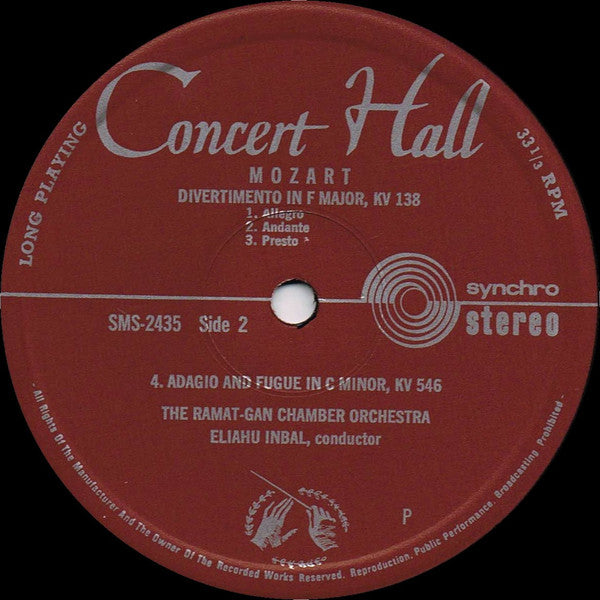 Concert Hall
LONG PLAYING
33 1/3 RPM
MOZART
DIVERTIMENTO IN F MAJOR, KV 138
1. Allegro
2. Andante
3. Presto
synchro
stereo
SMS-2435 Side 2
4. ADAGIO AND FUGUE IN C MINOR, KV 546
THE RAMAT-GAN CHAMBER ORCHESTRA
ELIAHU INBAL, conductor
P
- All Rights Of The Manufacturer And The Owner Of The Recorded Works Reserved. Reproduction. Public Performance. Broadcasting Prohibited -